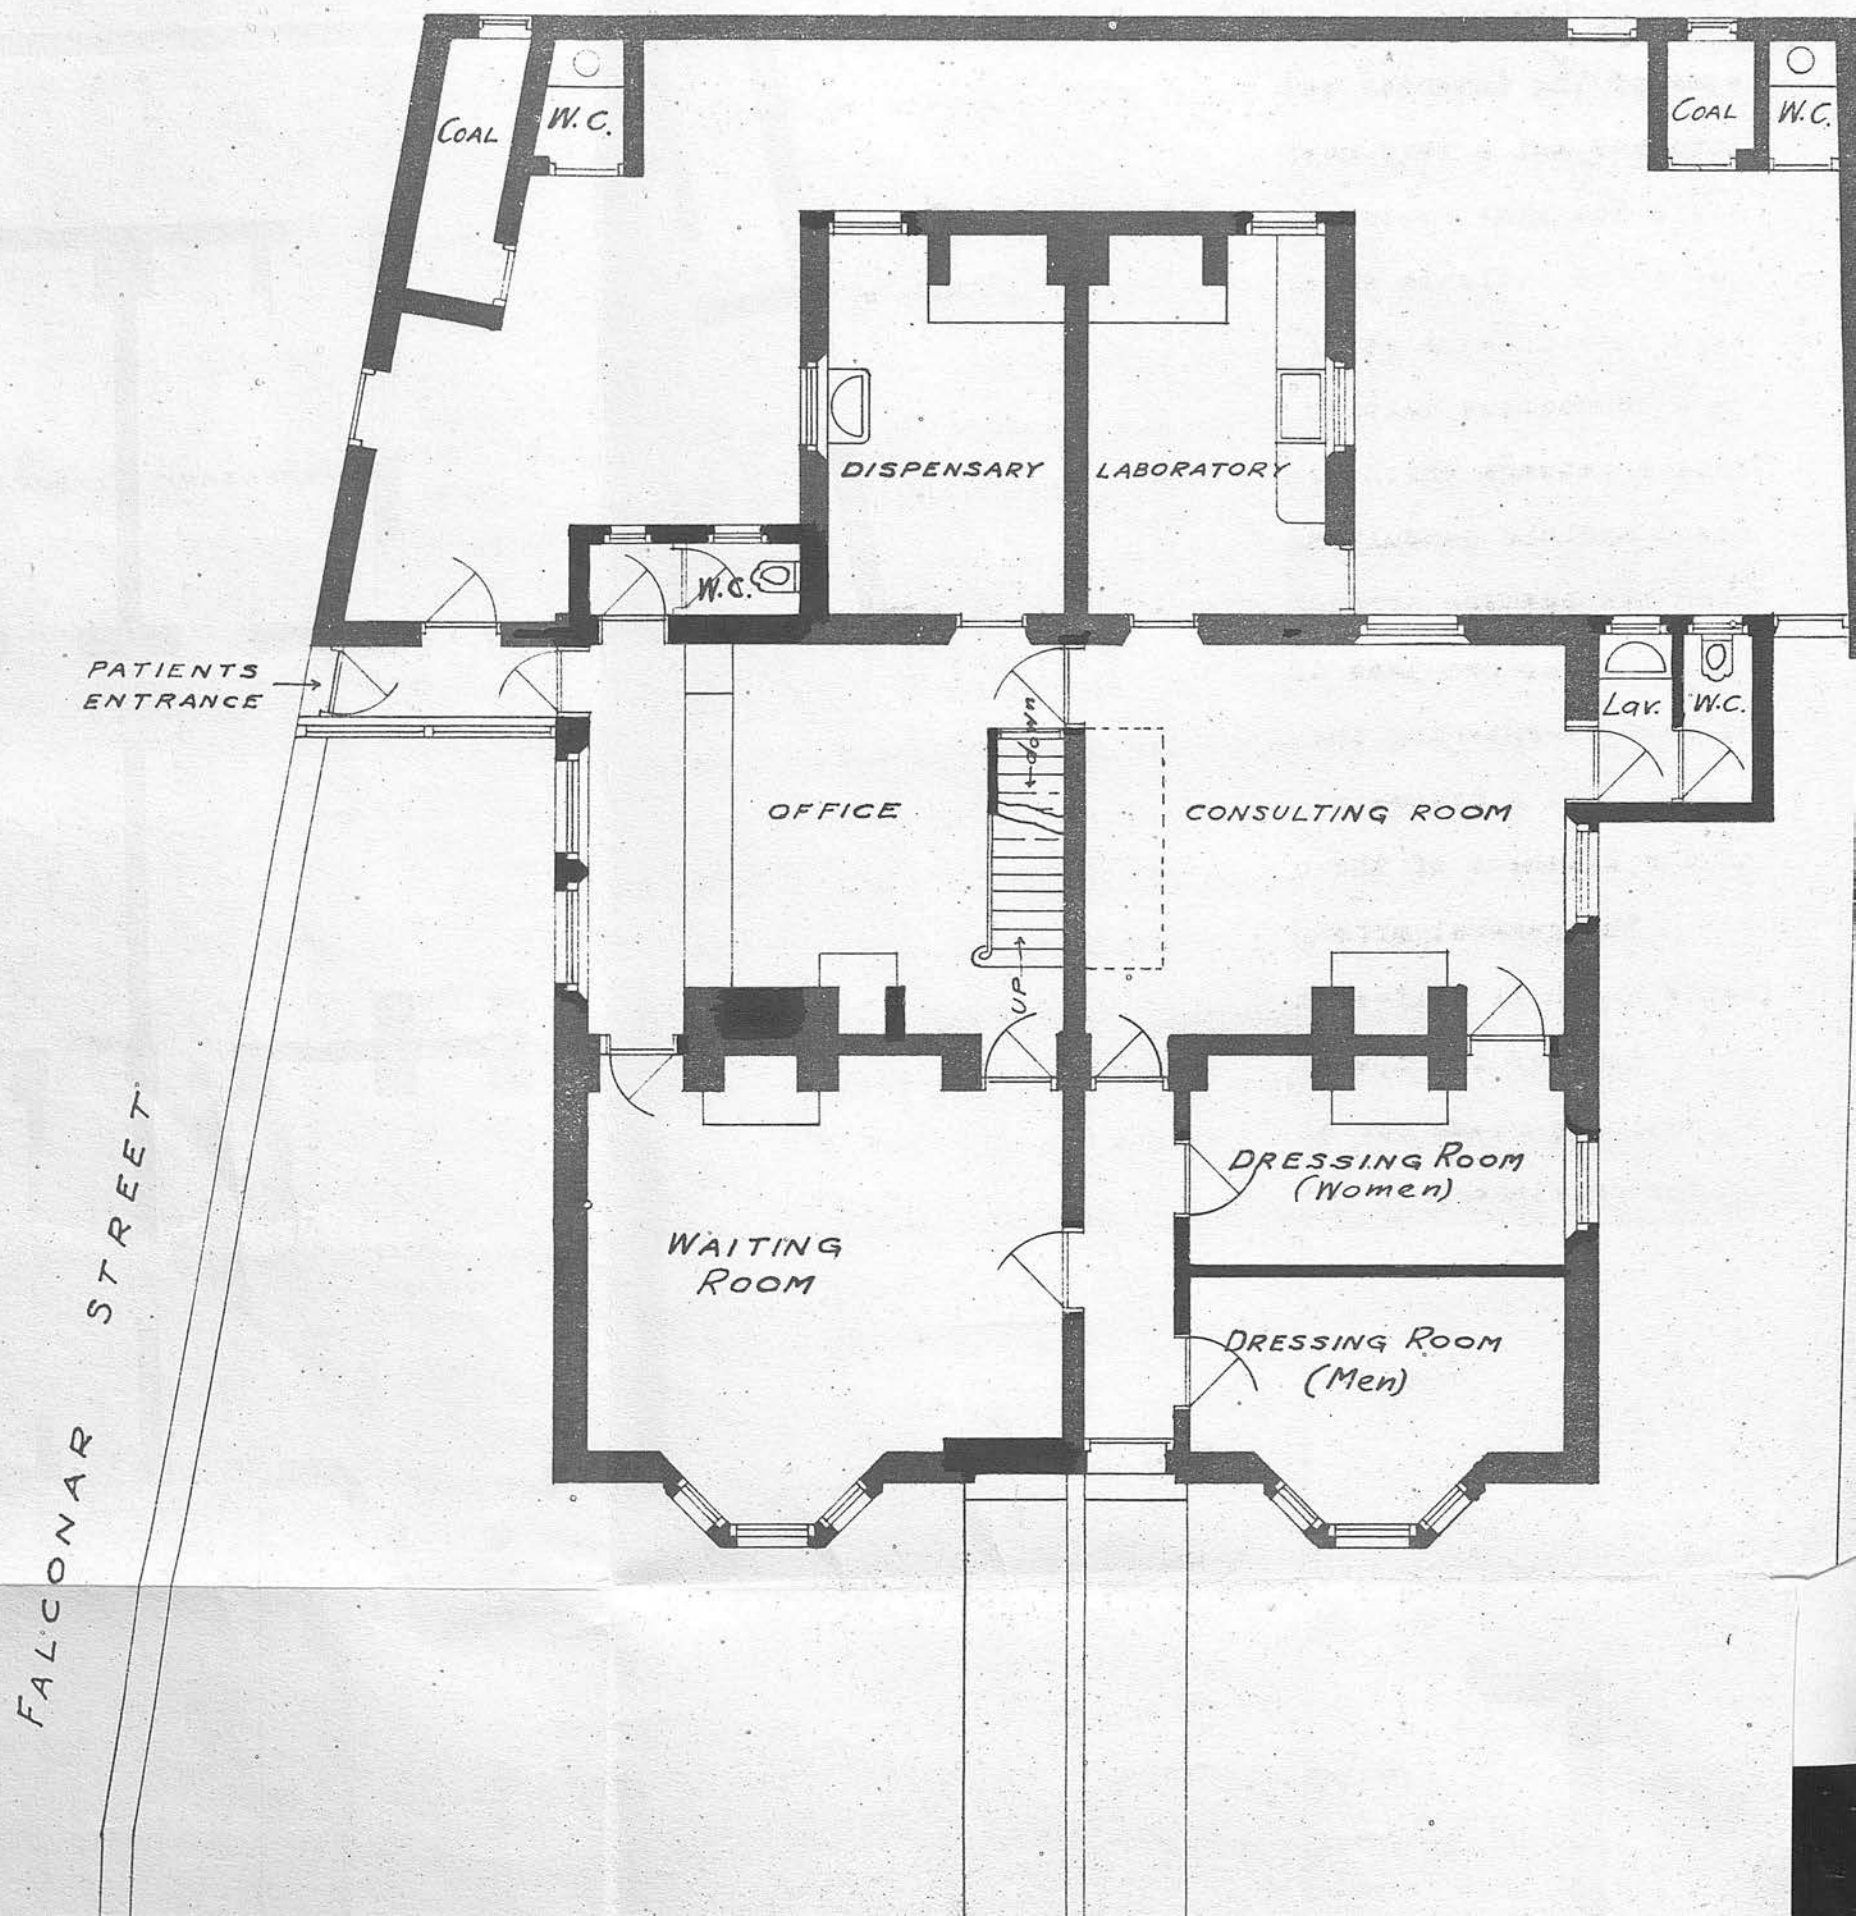 COAL
W.C.
COAL
W.C.
DISPENSARY
LABORATORY
W.C.
PATIENTS
ENTRANCE
Lav.
W.C.
down
OFFICE
CONSULTING ROOM
UP
DRESSING ROOM
(Women)
WAITING
ROOM
DRESSING ROOM
(Men)
FALCONAR STREET